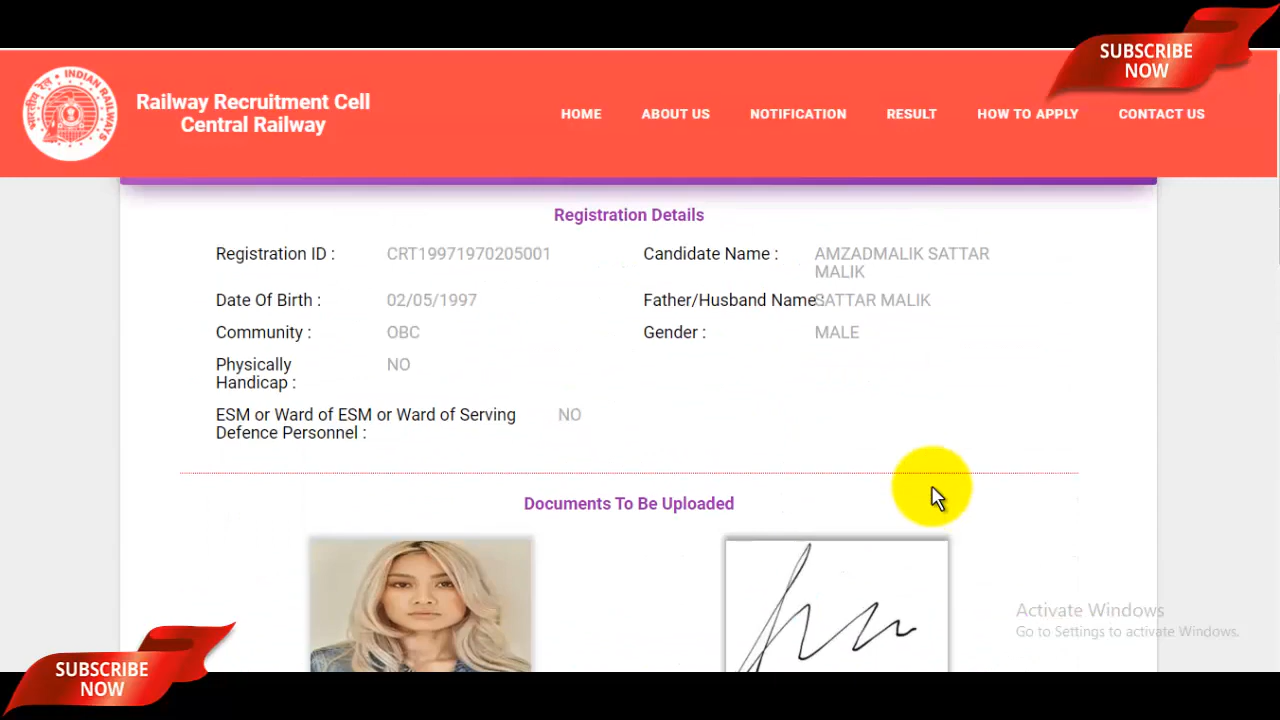 SUBSCRIBE
NOW
INDIAN RAILWAYS
भारतीय रेल
Railway Recruitment Cell
Central Railway
HOME ABOUT US NOTIFICATION RESULT HOW TO APPLY CONTACT US
Registration Details
Registration ID : CRT19971970205001 Candidate Name : AMZADMALIK SATTAR
MALIK
Date Of Birth : 02/05/1997 Father/Husband Name : SATTAR MALIK
Community : OBC Gender : MALE
Physically NO
Handicap :
ESM or Ward of ESM or Ward of Serving NO
Defence Personnel :
Documents To Be Uploaded
Activate Windows
Go to Settings to activate Windows.
SUBSCRIBE
NOW